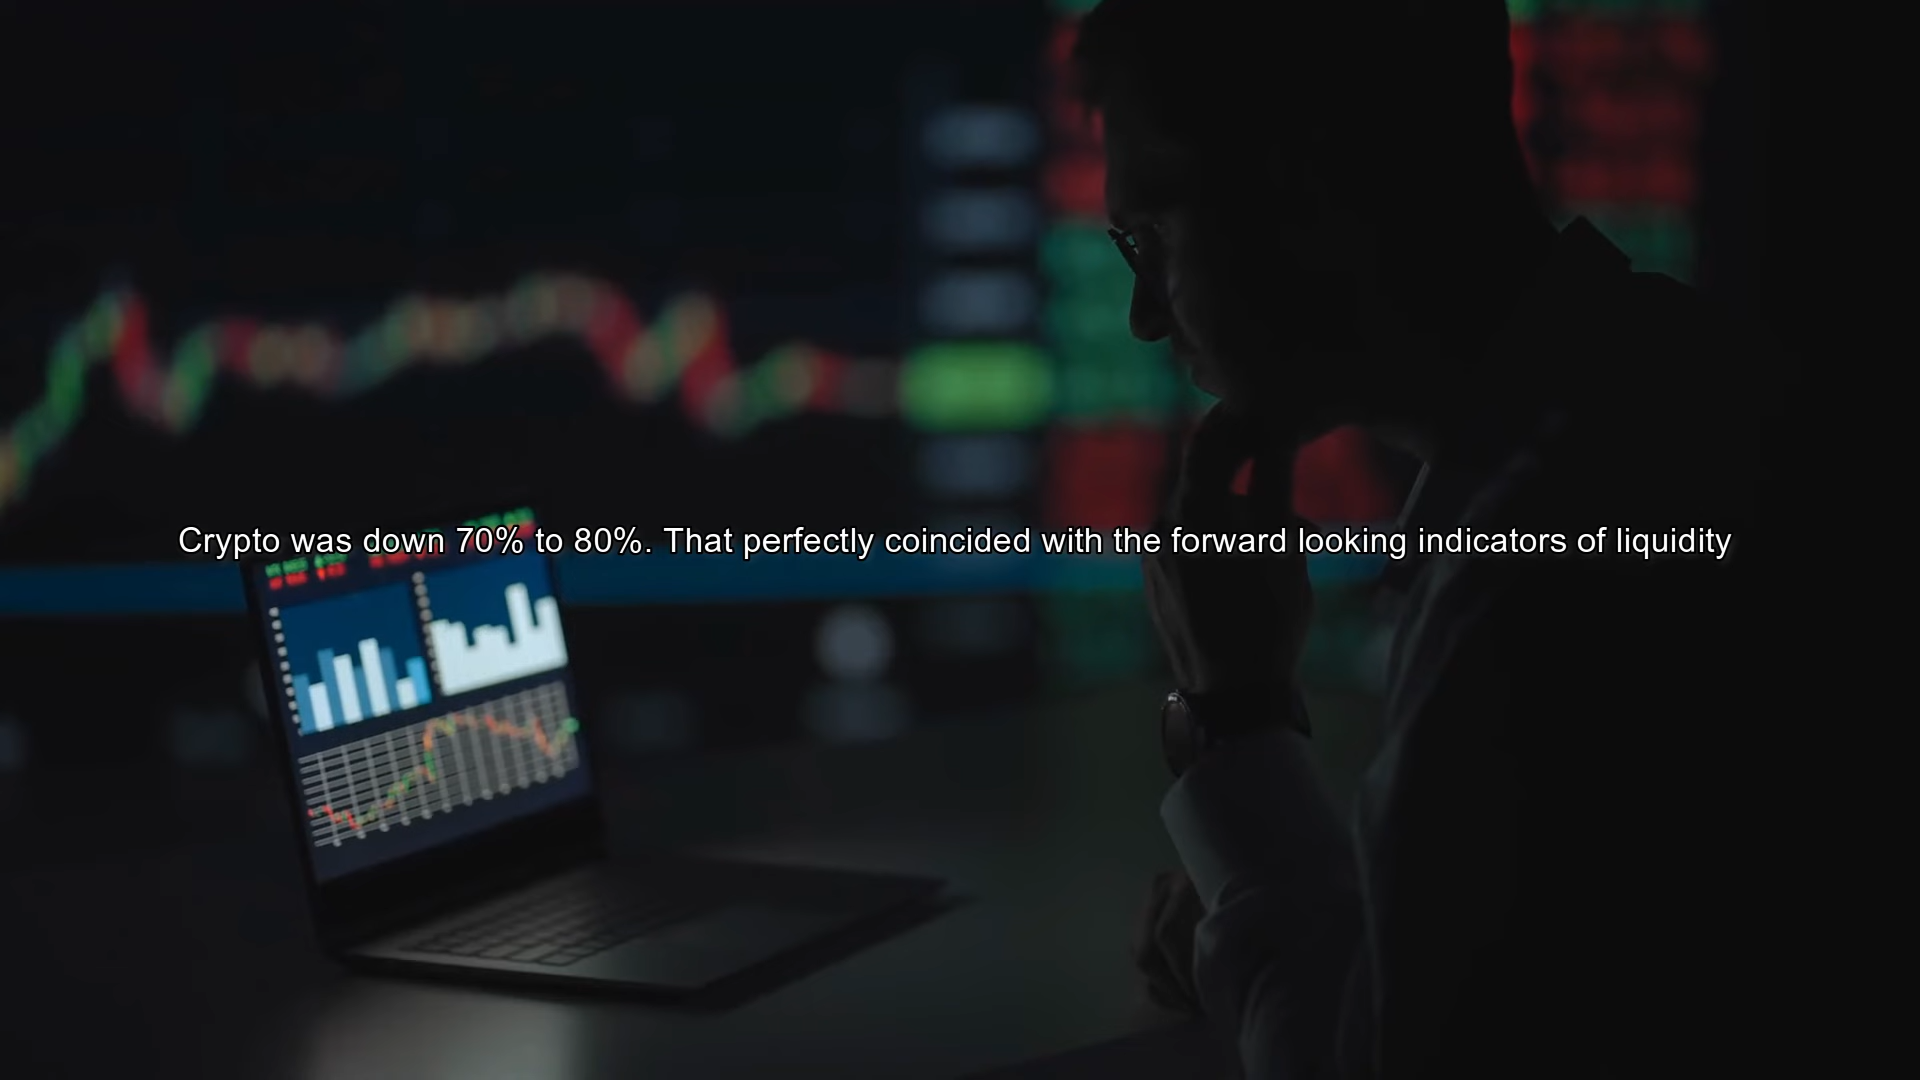 Crypto was down 70% to 80%. That perfectly coincided with the forward looking indicators of liquidity